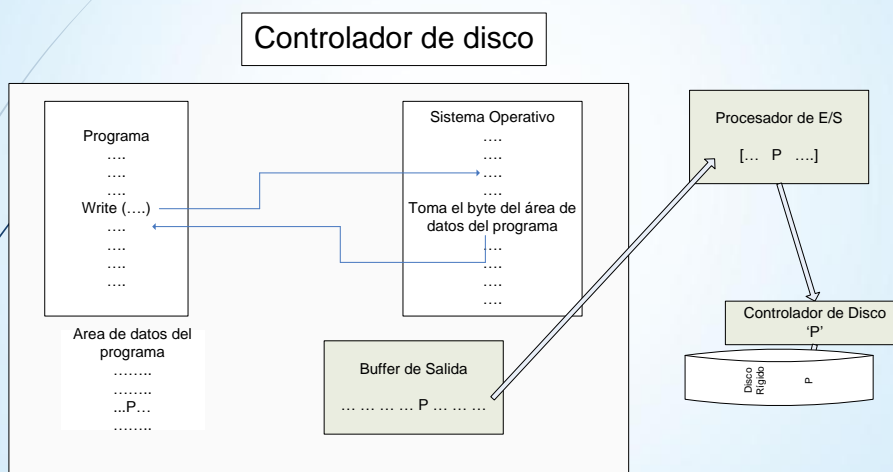 Controlador de disco
Programa
….
….
….
Write (….)
….
….
….
….
Sistema Operativo
….
….
….
….
Toma el byte del área de
datos del programa
….
….
….
….
Procesador de E/S
[… P ….]
Area de datos del
programa
……..
……..
...P…
……..
Buffer de Salida
… … … … P … … …
Controlador de Disco
‘P’
Disco
Rígido
P